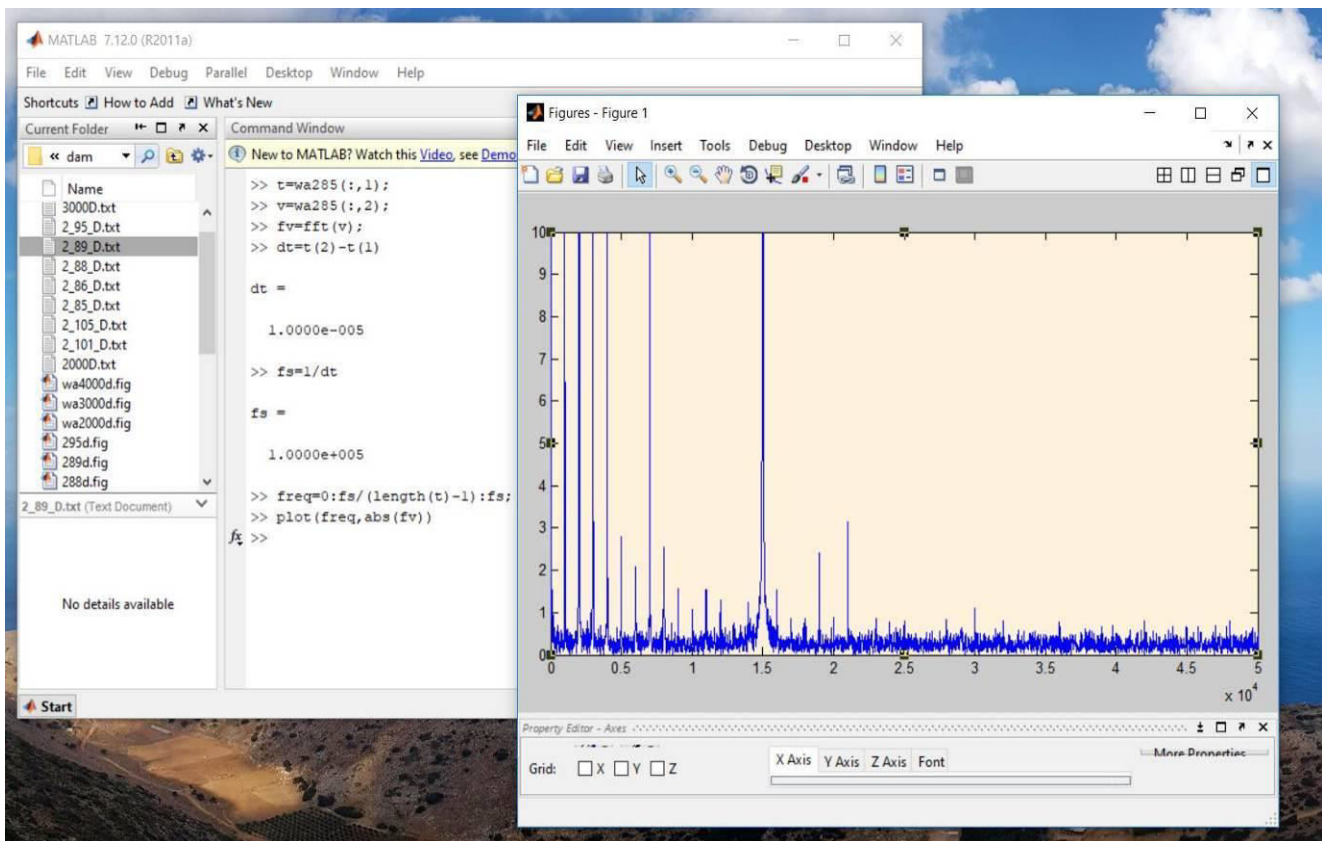 MATLAB 7.12.0 (R2011a)
File Edit View Debug Parallel Desktop Window Help
Shortcuts How to Add What's New
Current Folder
« dam
Name
3000D.txt
2_95_D.txt
2_89_D.txt
2_88_D.txt
2_86_D.txt
2_85_D.txt
2_105_D.txt
2_101_D.txt
2000D.txt
wa4000d.fig
wa3000d.fig
wa2000d.fig
295d.fig
289d.fig
288d.fig
2_89_D.txt (Text Document)
No details available
Start
Command Window
New to MATLAB? Watch this Video, see Demo
>> t=wa285(:,1);
>> v=wa285(:,2);
>> fv=fft(v);
>> dt=t(2)-t(1)
dt =
1.0000e-005
>> fs=1/dt
fs =
1.0000e+005
>> freq=0:fs/(length(t)-1):fs;
>> plot(freq,abs(fv))
fx >>
Figures - Figure 1
File Edit View Insert Tools Debug Desktop Window Help
10
9
8
7
6
5
4
3
2
1
0
0 0.5 1 1.5 2 2.5 3 3.5 4 4.5 5
x 10^4
Property Editor - Axes
Grid: X Y Z
X Axis Y Axis Z Axis Font
More Properties